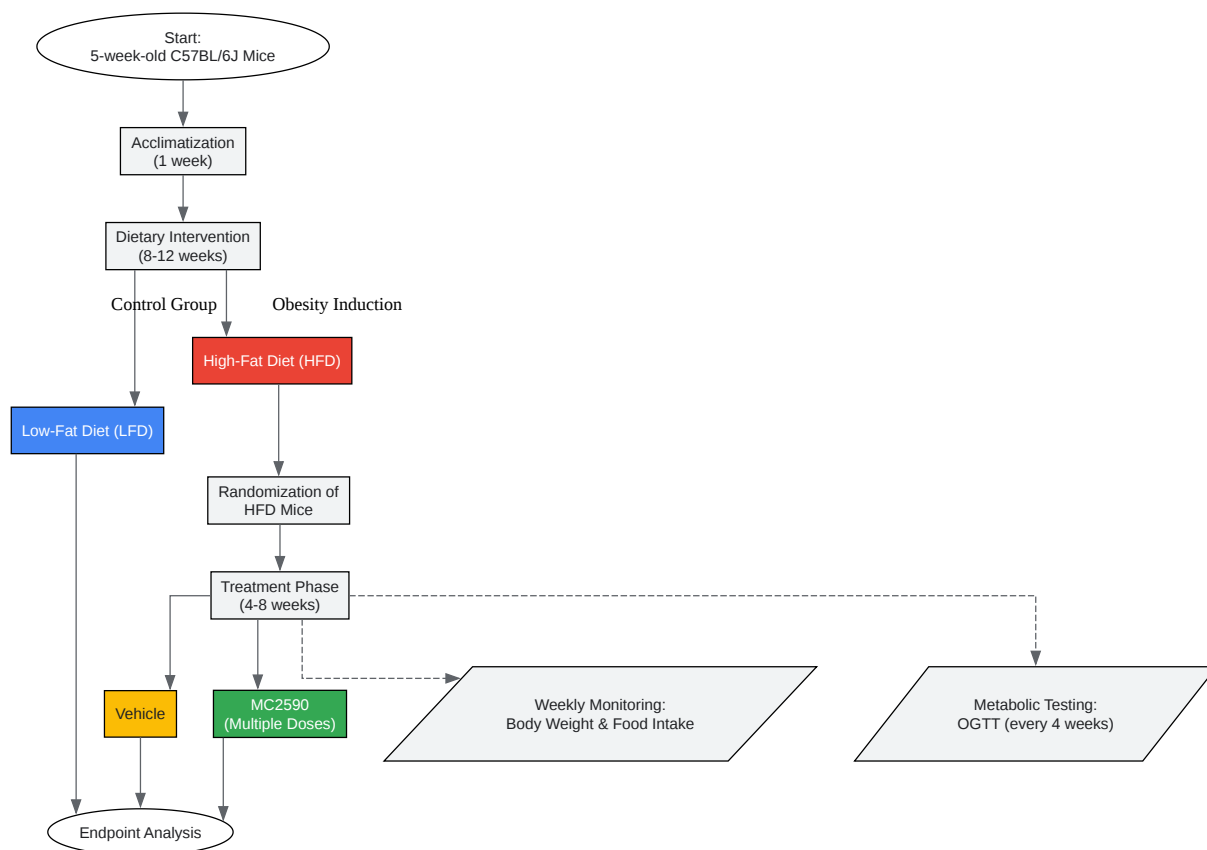 Start:
5-week-old C57BL/6J Mice
Acclimatization
(1 week)
Dietary Intervention
(8-12 weeks)
Control Group
Obesity Induction
High-Fat Diet (HFD)
Low-Fat Diet (LFD)
Randomization of
HFD Mice
Treatment Phase
(4-8 weeks)
Vehicle
MC2590
(Multiple Doses)
Weekly Monitoring:
Body Weight & Food Intake
Metabolic Testing:
OGTT (every 4 weeks)
Endpoint Analysis